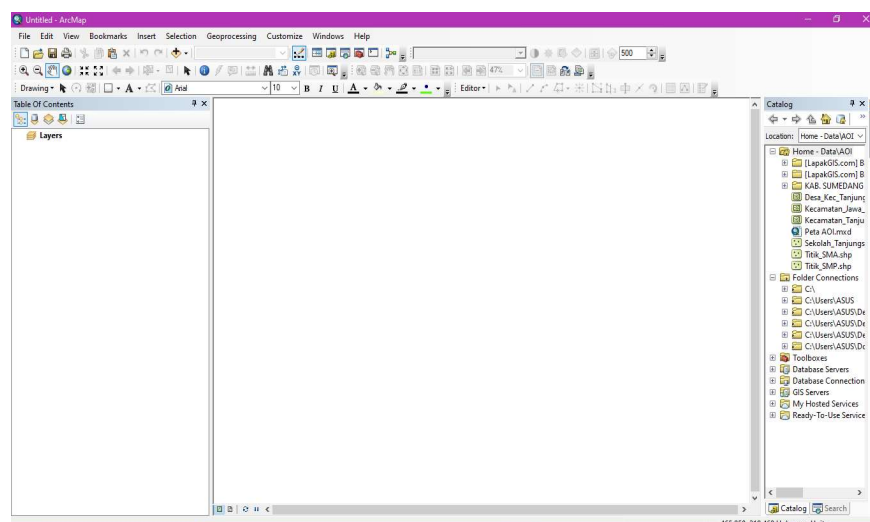 Untitled - ArcMap
File Edit View Bookmarks Insert Selection Geoprocessing Customize Windows Help
500
47%
Drawing Arial 10 B I U A Editor
Table Of Contents
Layers
Catalog
Location: Home - Data\AOI
Home - Data\AOI
[LapakGIS.com] B
[LapakGIS.com] B
KAB. SUMEDANG
Desa_Kec_Tanjung
Kecamatan_Jawa_
Kecamatan_Tanju
Peta AOI.mxd
Sekolah_Tanjungs
Titik_SMA.shp
Titik_SMP.shp
Folder Connections
C:\
C:\Users\ASUS
C:\Users\ASUS\De
C:\Users\ASUS\De
C:\Users\ASUS\De
C:\Users\ASUS\Dc
Toolboxes
Database Servers
Database Connection
GIS Servers
My Hosted Services
Ready-To-Use Service
Catalog Search